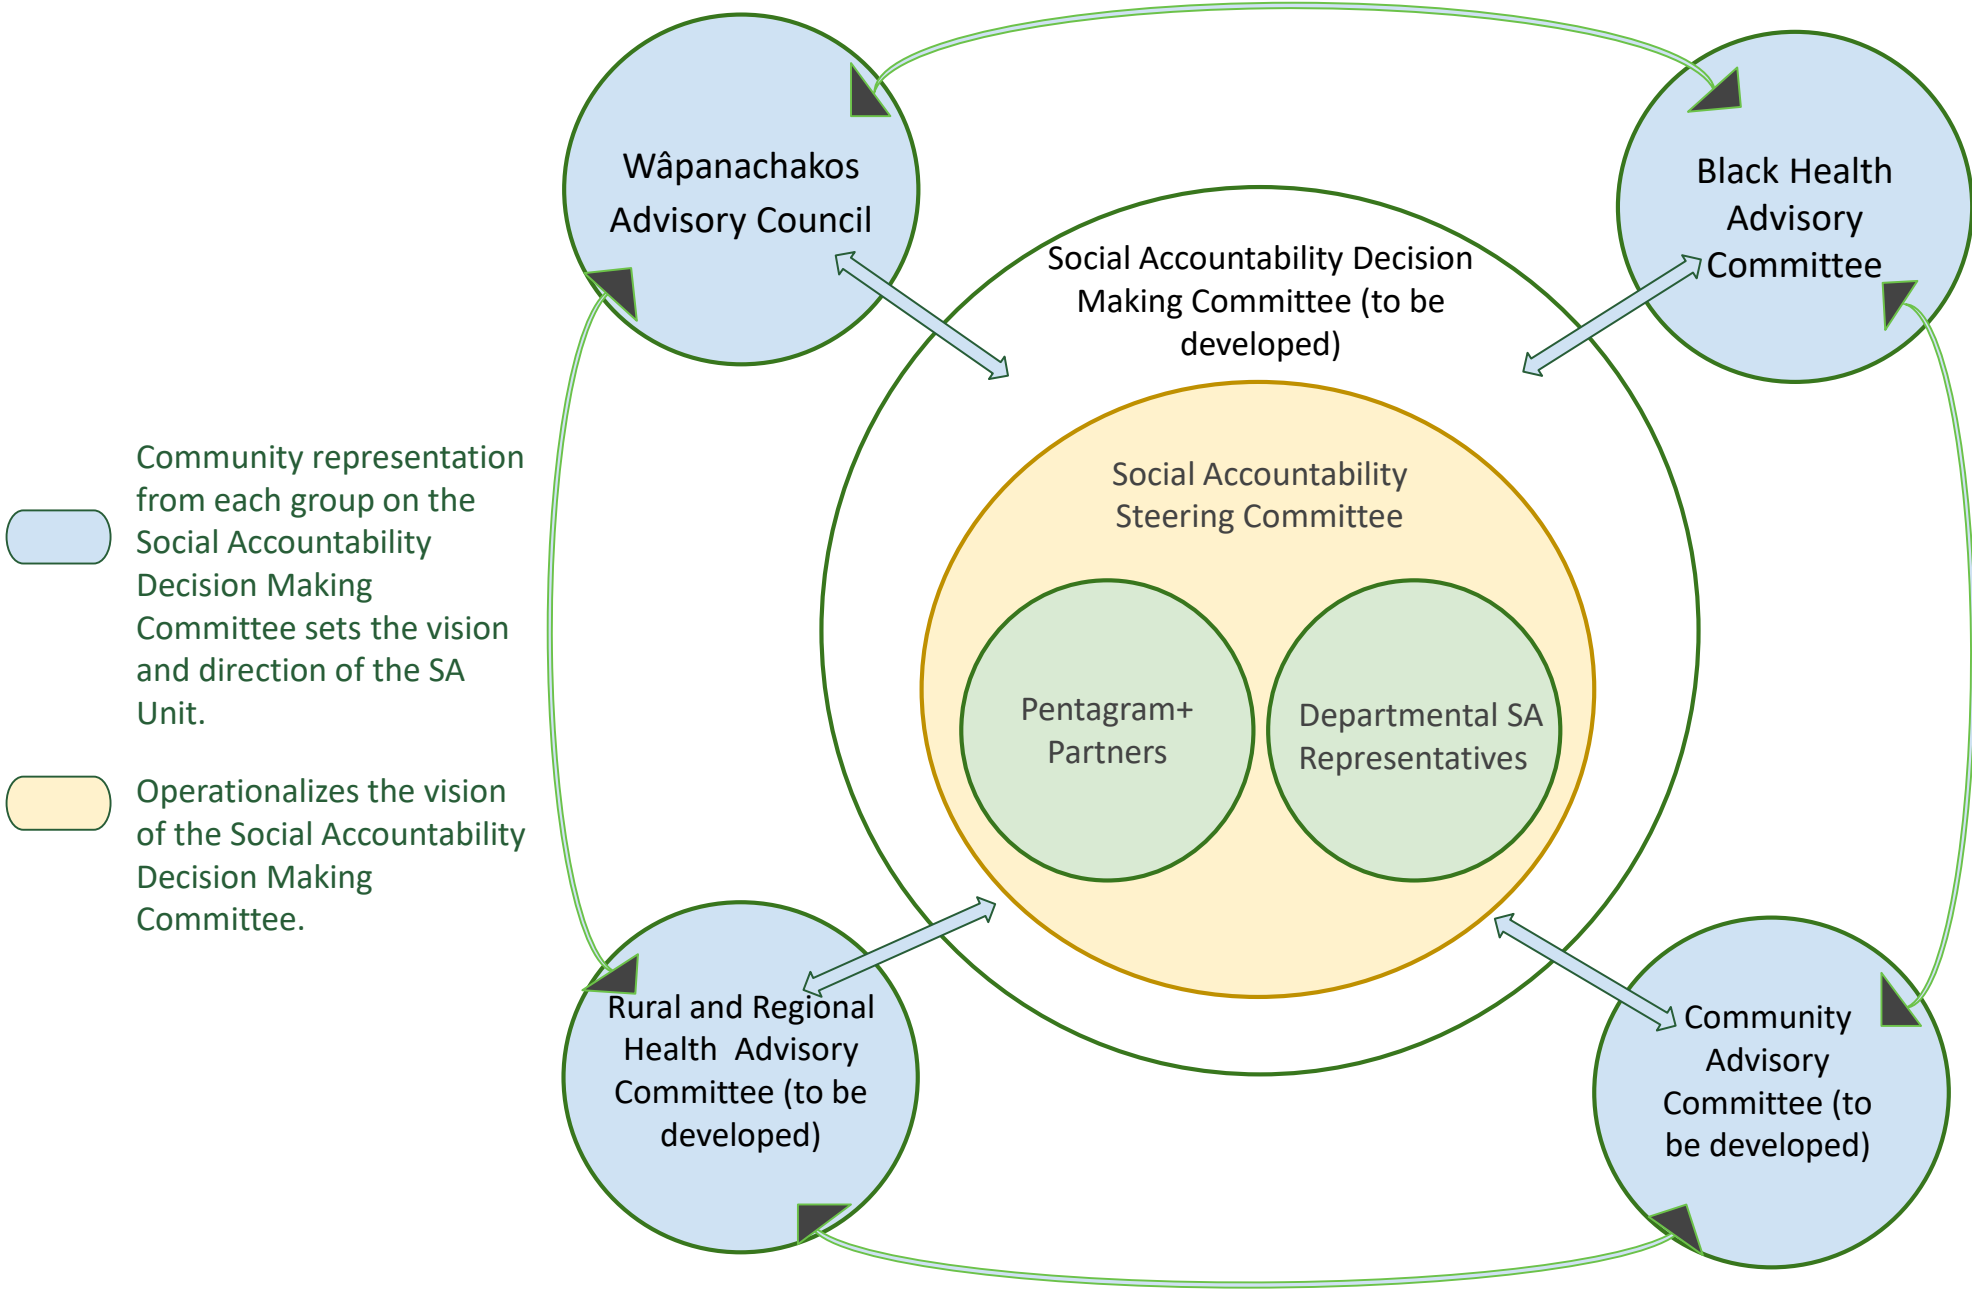 Wâpanachakos
Advisory Council
Black Health
Advisory
Committee
Social Accountability Decision
Making Committee (to be
developed)
Social Accountability
Steering Committee
Pentagram+
Partners
Departmental SA
Representatives
Community representation
from each group on the
Social Accountability
Decision Making
Committee sets the vision
and direction of the SA
Unit.
Operationalizes the vision
of the Social Accountability
Decision Making
Committee.
Rural and Regional
Health Advisory
Committee (to be
developed)
Community
Advisory
Committee (to
be developed)